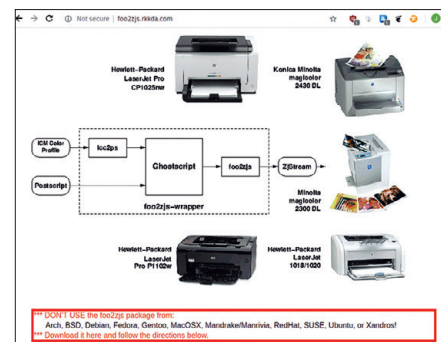 Not secure | foo2zjs.rkkda.com
Hewlett-Packard
LaserJet Pro
CP1025nw
Konica Minolta
magicolor
2430 DL
ICM Color
Profile
icc2ps
Ghostscript
foo2zjs
ZjStream
Postscript
foo2zjs-wrapper
Minolta
magicolor
2300 DL
Hewlett-Packard
LaserJet
Pro P1102w
Hewlett-Packard
LaserJet
1018/1020
*** DON'T USE the foo2zjs package from:
Arch, BSD, Debian, Fedora, Gentoo, MacOSX, Mandrake/Manrivia, RedHat, SUSE, Ubuntu, or Xandros!
*** Download it here and follow the directions below.